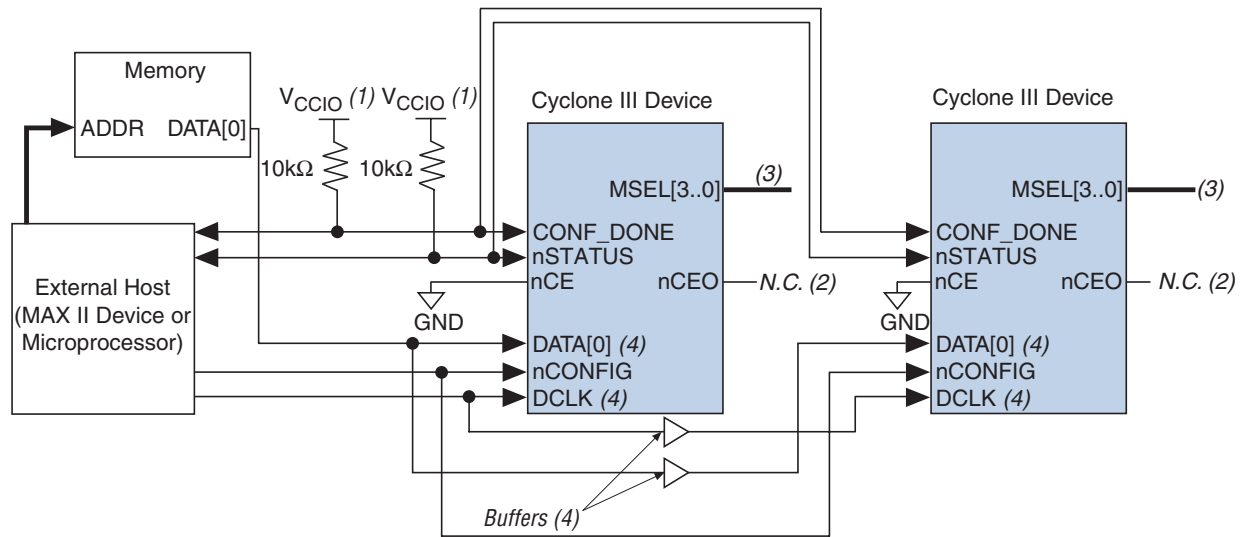 Memory
ADDR DATA[0]
VCCIO (1) VCCIO (1)
10kΩ 10kΩ
External Host
(MAX II Device or
Microprocessor)
Cyclone III Device
MSEL[3..0] (3)
CONF_DONE
nSTATUS
nCE nCEO N.C. (2)
GND
DATA[0] (4)
nCONFIG
DCLK (4)
Cyclone III Device
MSEL[3..0] (3)
CONF_DONE
nSTATUS
nCE nCEO N.C. (2)
GND
DATA[0] (4)
nCONFIG
DCLK (4)
Buffers (4)